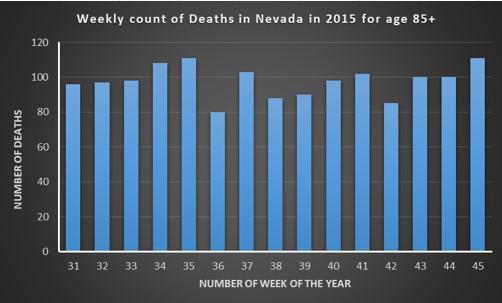 Weekly count of Deaths in Nevada in 2015 for age 85+
120
100
80
60
40
20
0
NUMBER OF DEATHS
31 32 33 34 35 36 37 38 39 40 41 42 43 44 45
NUMBER OF WEEK OF THE YEAR